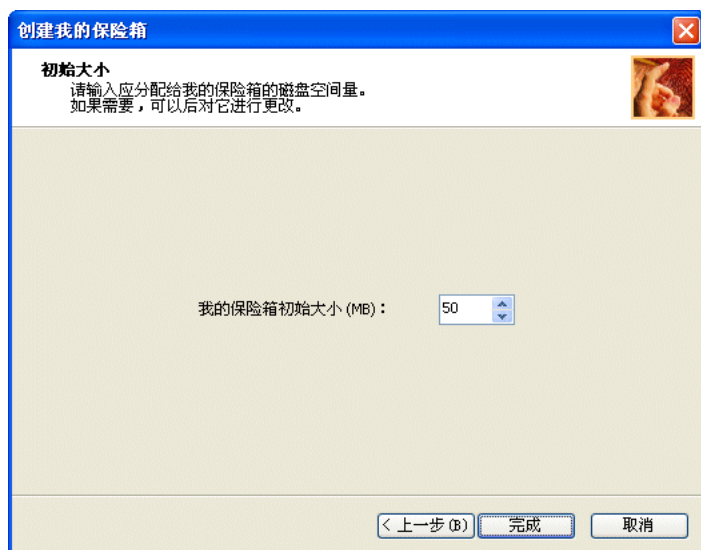 创建我的保险箱
初始大小
请输入应分配给我的保险箱的磁盘空间量。
如果需要，可以后对它进行更改。
我的保险箱初始大小(MB)：
50
< 上一步(B)
完成
取消